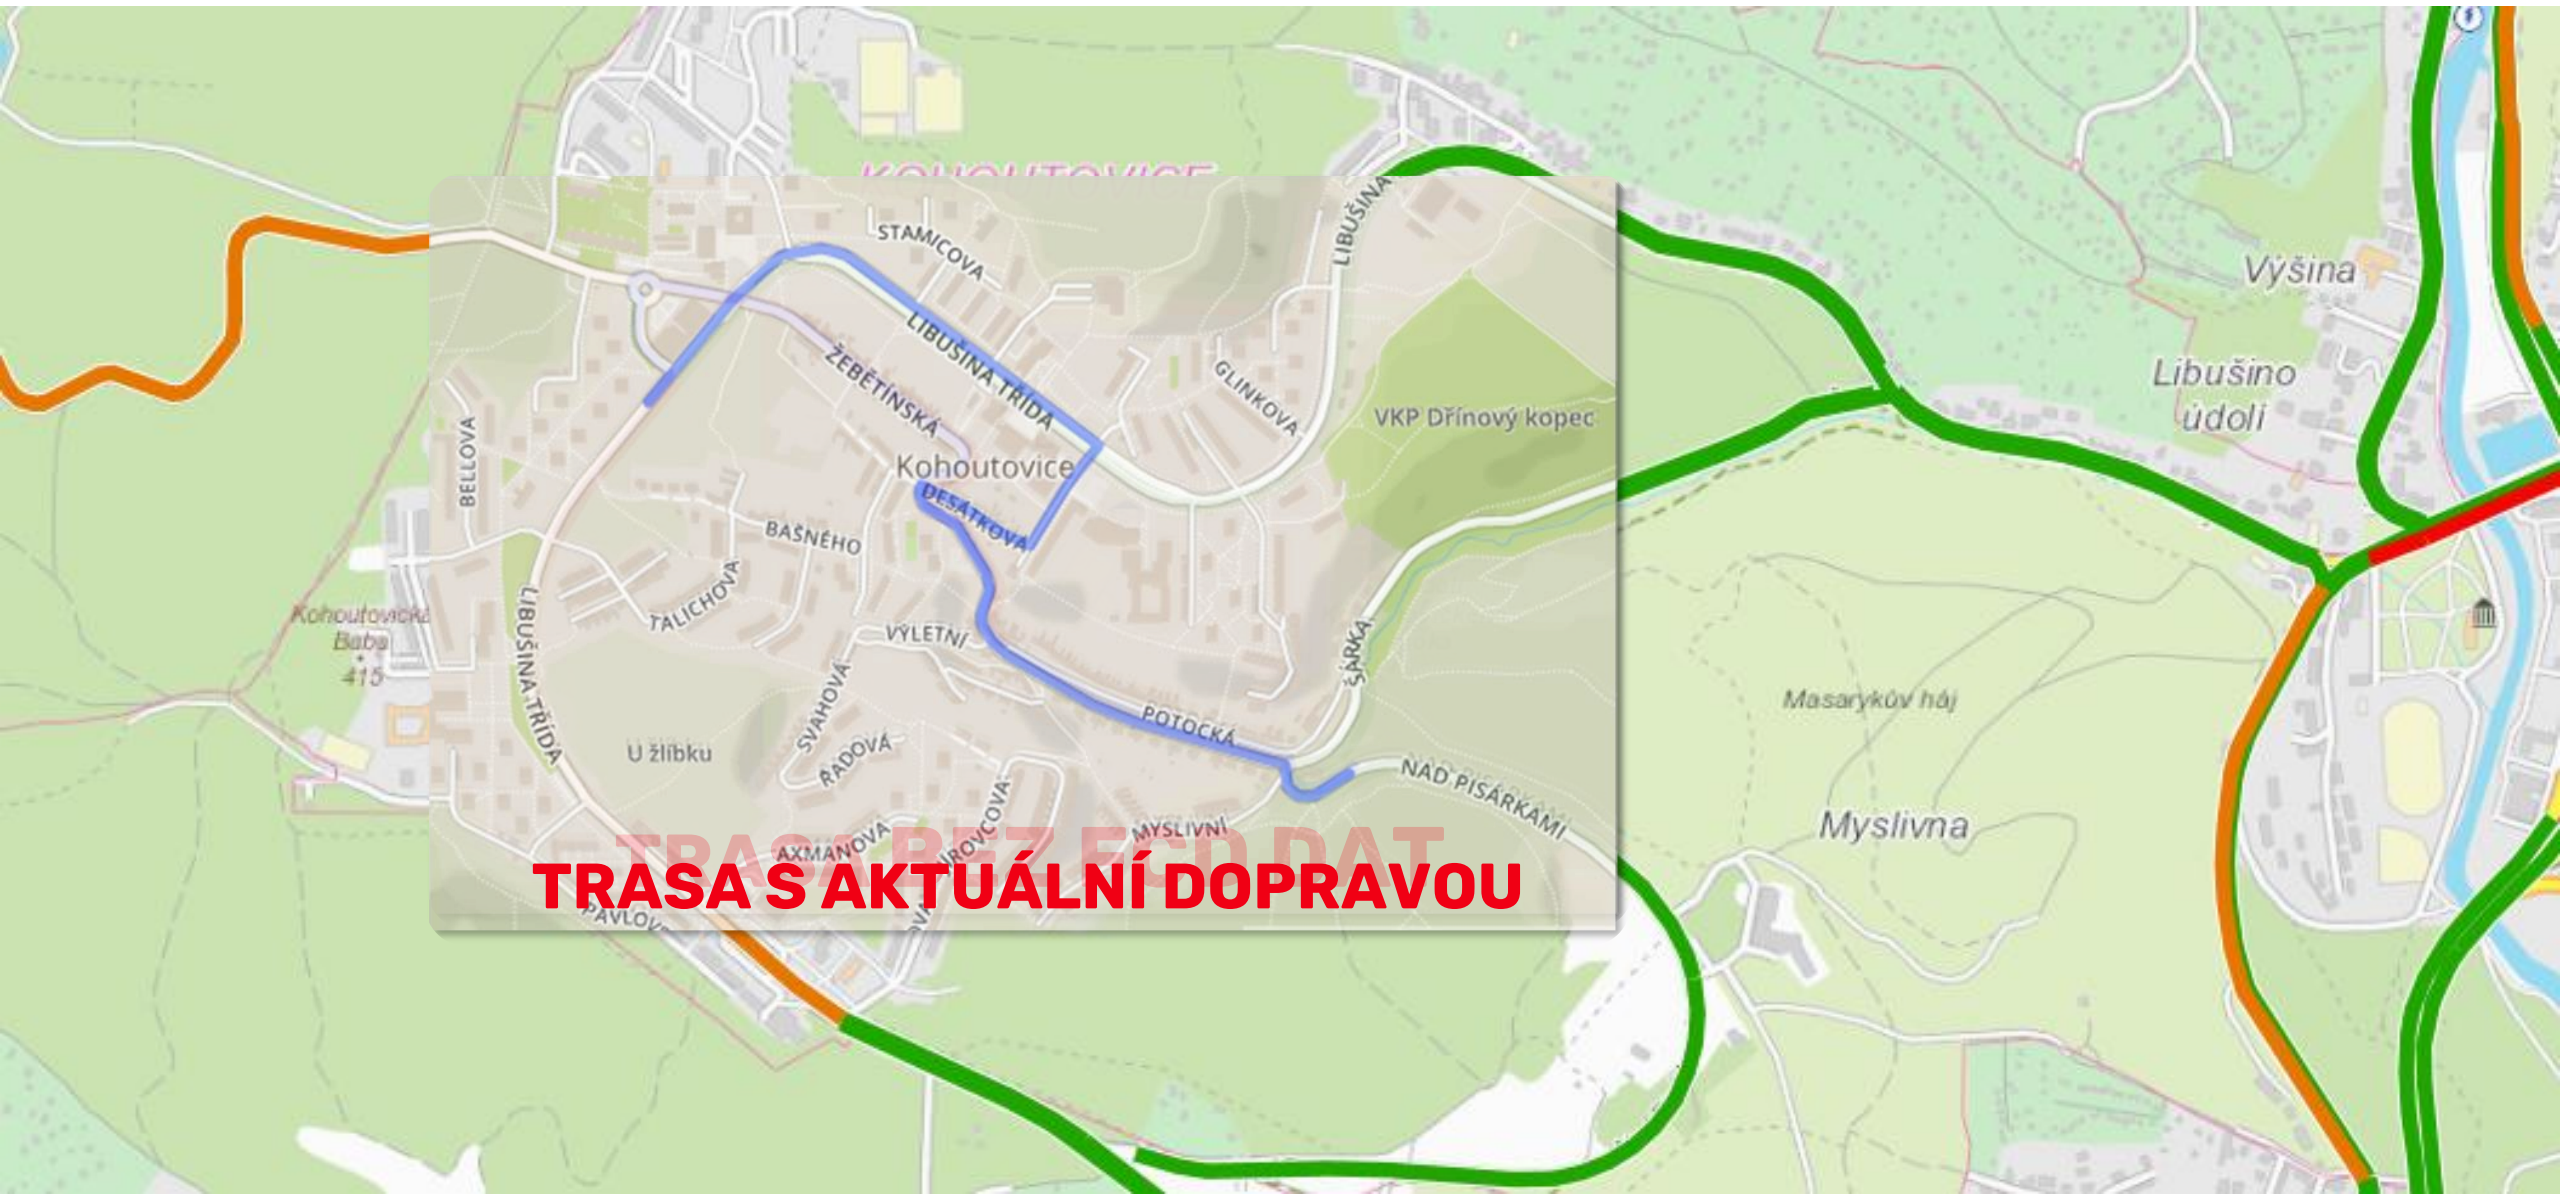 KOHOUTOVICE
STAMICOVA
LIBUŠINA
Výšina
LIBUŠINA TŘÍDA
ŽEBĚTÍNSKÁ
GLINKOVA
VKP Dřínový kopec
Libušino
údolí
BELLOVA
Kohoutovice
DESÁTKOVA
BAŠNÉHO
TALICHOVA
Kohoutovická
Baba
415
LIBUŠINA TŘÍDA
VÝLETNÍ
ŠÁRKA
SVAHOVÁ
POTOCKÁ
Masarykův háj
U žlíbku
ŘADOVÁ
NAD PISÁRKAMI
Myslivna
MYSLIVNÍ
AXMANOVA
TRASA BEZ FCD DAT
TRASA S AKTUÁLNÍ DOPRAVOU